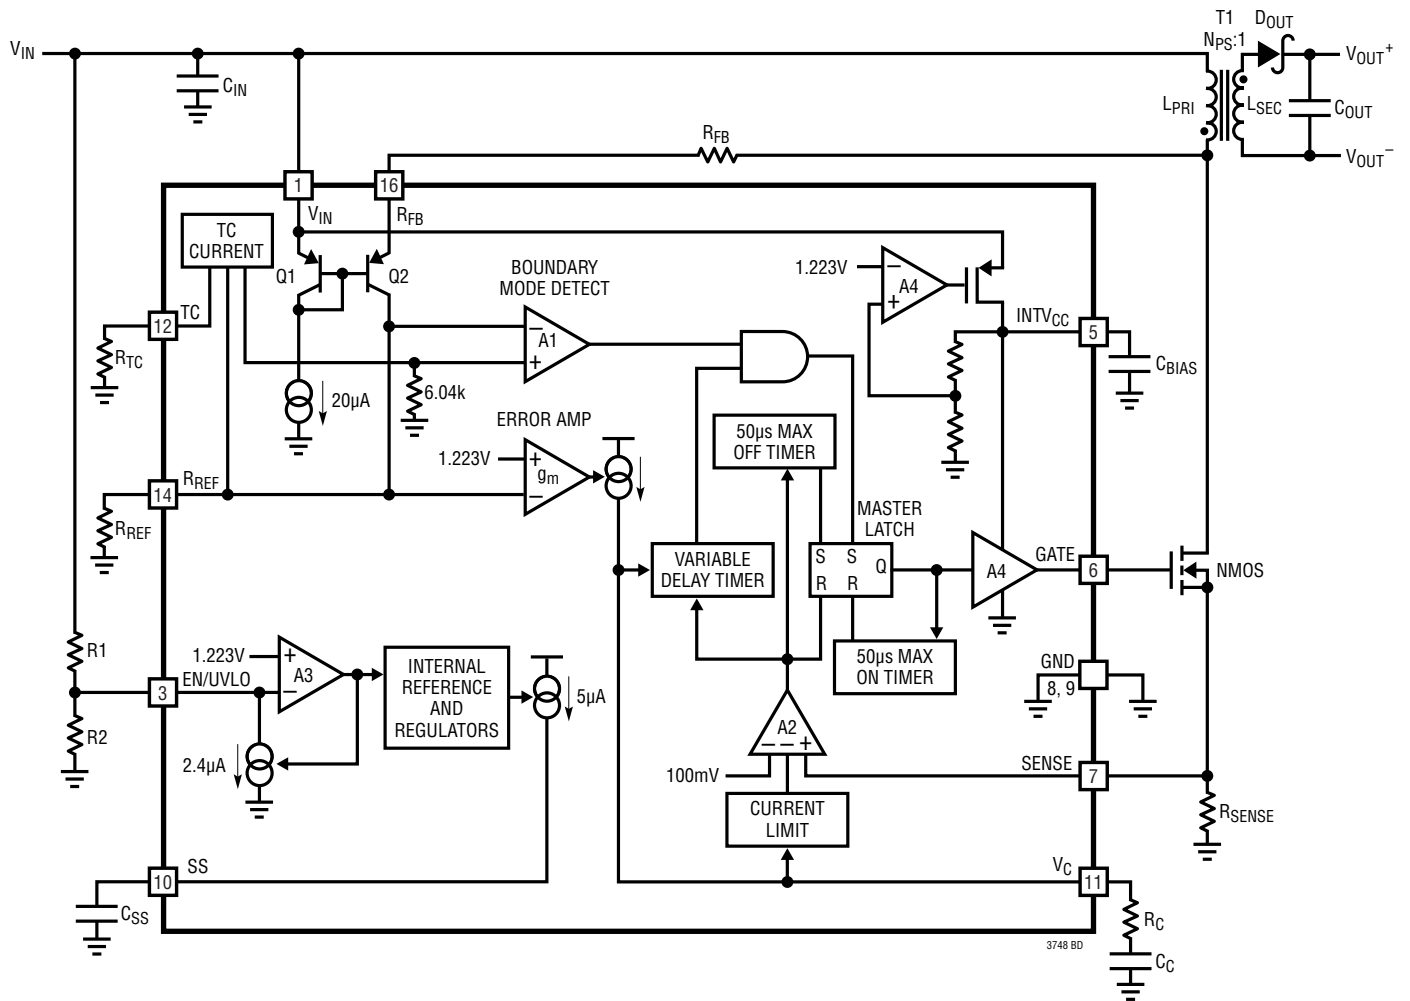 T1
DOUT
NPS:1
VIN
VOUT+
CIN
LPRI
LSEC
COUT
RFB
VOUT–
1
16
VIN
RFB
TC
CURRENT
Q1
Q2
BOUNDARY
MODE DETECT
1.223V
–
+
A4
TC
12
INTVCC
5
–
A1
+
RTC
CBIAS
20µA
6.04k
ERROR AMP
50µs MAX
OFF TIMER
1.223V
+
gm
–
RREF
14
MASTER
LATCH
RREF
VARIABLE
DELAY TIMER
S S
Q
R R
A4
GATE
6
NMOS
R1
1.223V
+
A3
–
EN/UVLO
3
INTERNAL
REFERENCE
AND
REGULATORS
5µA
50µs MAX
ON TIMER
GND
8, 9
R2
2.4µA
A2
– – +
100mV
SENSE
7
CURRENT
LIMIT
RSENSE
SS
10
VC
11
CSS
RC
3748 BD
CC